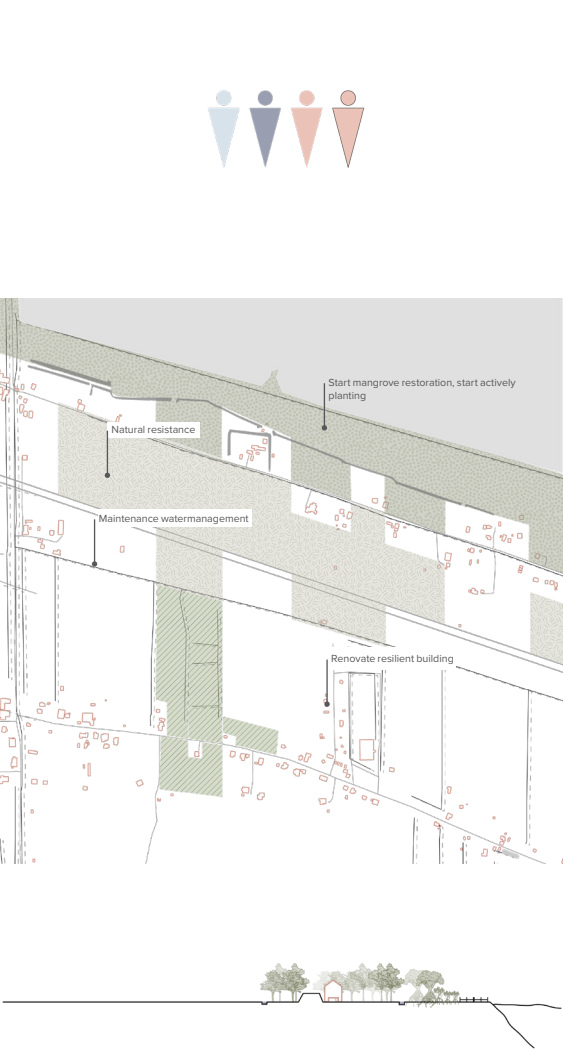 Start mangrove restoration, start actively
planting
Natural resistance
Maintenance watermanagement
Renovate resilient building